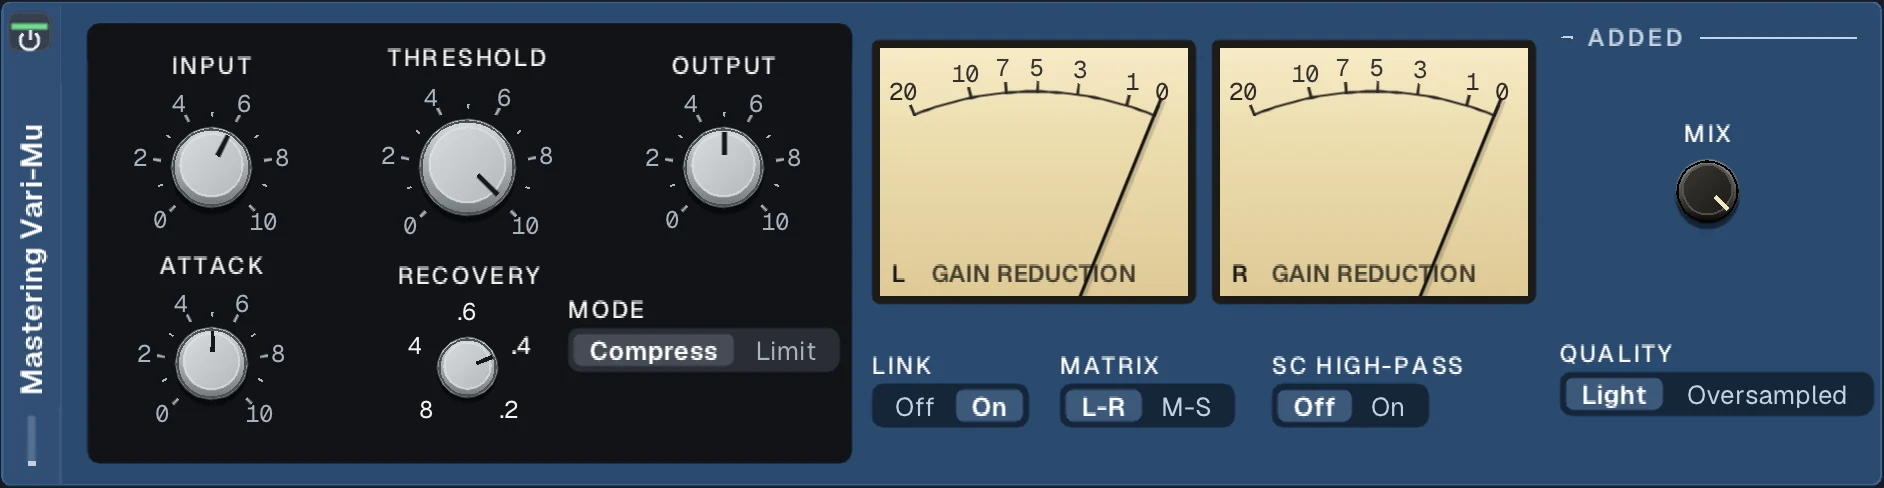 Mastering Vari-Mu
INPUT
4 6
2 8
0 10
THRESHOLD
4 6
2 8
0 10
OUTPUT
4 6
2 8
0 10
ATTACK
4 6
2 8
0 10
RECOVERY
.6
4 .4
8 .2
MODE
Compress Limit
20 10 7 5 3 1 0
L GAIN REDUCTION
20 10 7 5 3 1 0
R GAIN REDUCTION
LINK
Off On
MATRIX
L-R M-S
SC HIGH-PASS
Off On
ADDED
MIX
QUALITY
Light Oversampled